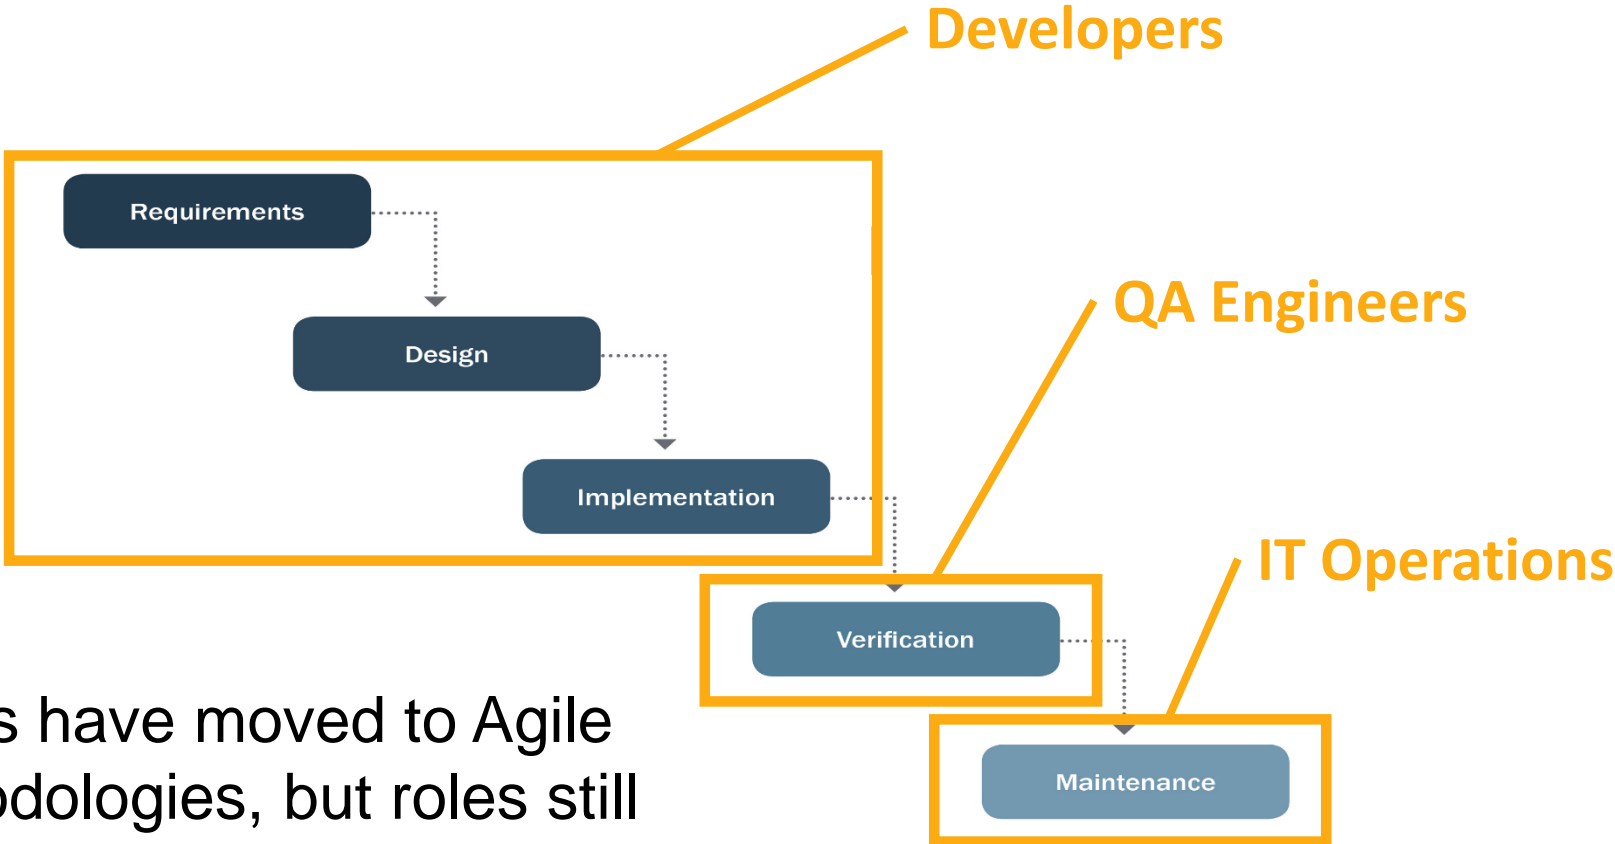 Developers
Requirements
QA Engineers
Design
Implementation
IT Operations
Verification
s have moved to Agile
Maintenance
odologies, but roles still